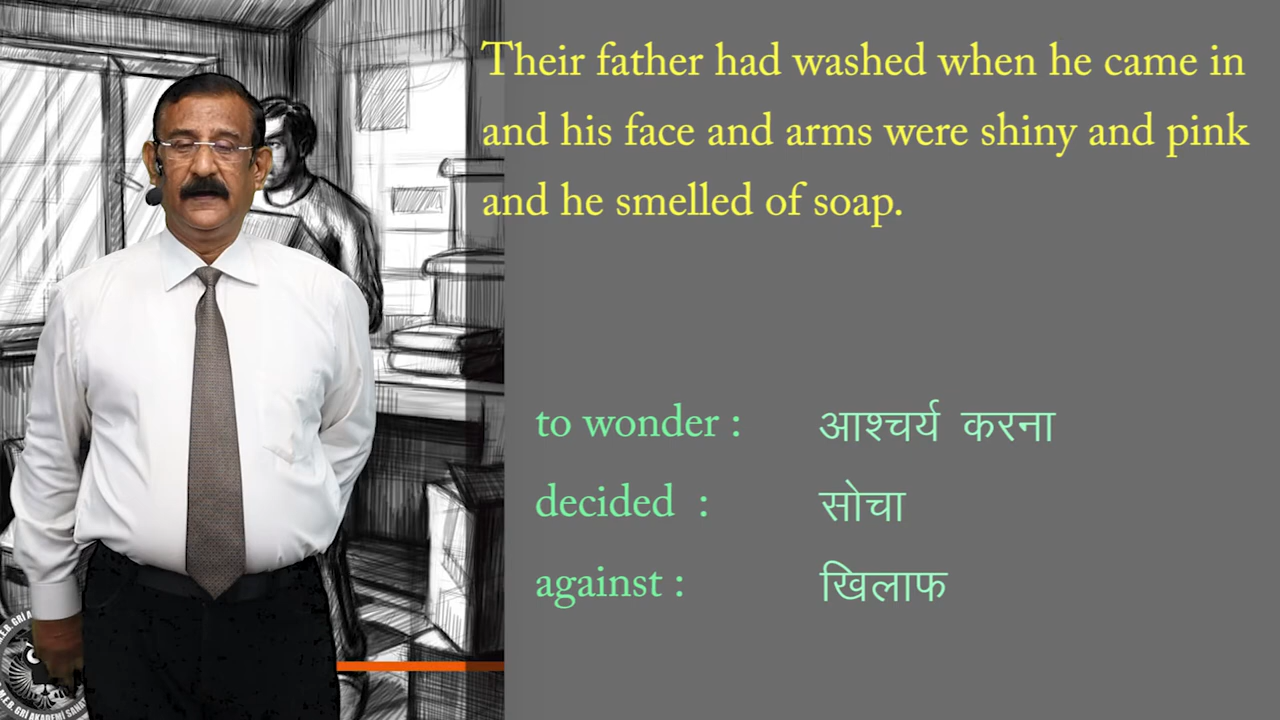 Their father had washed when he came in
and his face and arms were shiny and pink
and he smelled of soap.
to wonder : आश्चर्य करना
decided : सोचा
against : खिलाफ